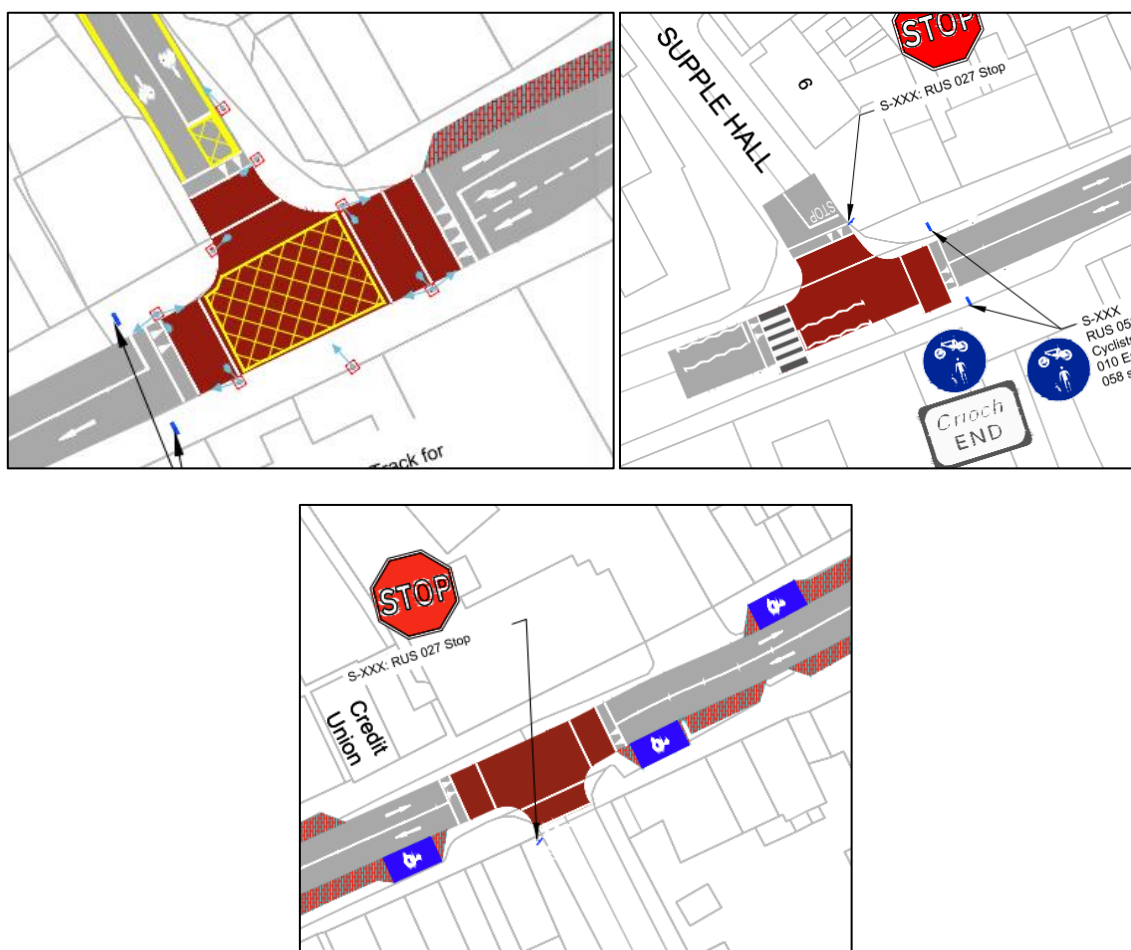 Track for
SUPPLE HALL
6
STOP
S-XXX: RUS 027 Stop
STOP
S-XXX
RUS 05
Cyclists
010 E
058 s
Crioch
END
STOP
S-XXX: RUS 027 Stop
Credit
Union